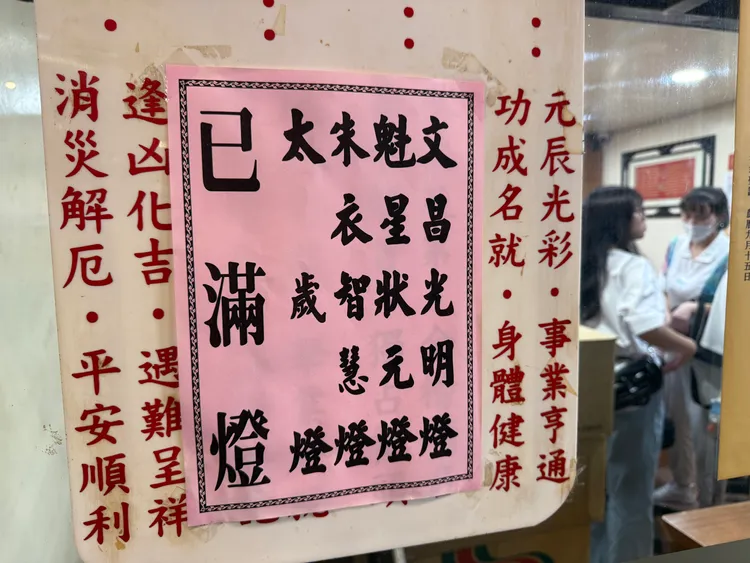 元辰光彩．事業亨通
功成名就．身體健康
文昌光明燈
魁星狀元燈
朱衣智慧燈
太歲燈
已滿燈
逢凶化吉．遇難呈祥
消災解厄．平安順利